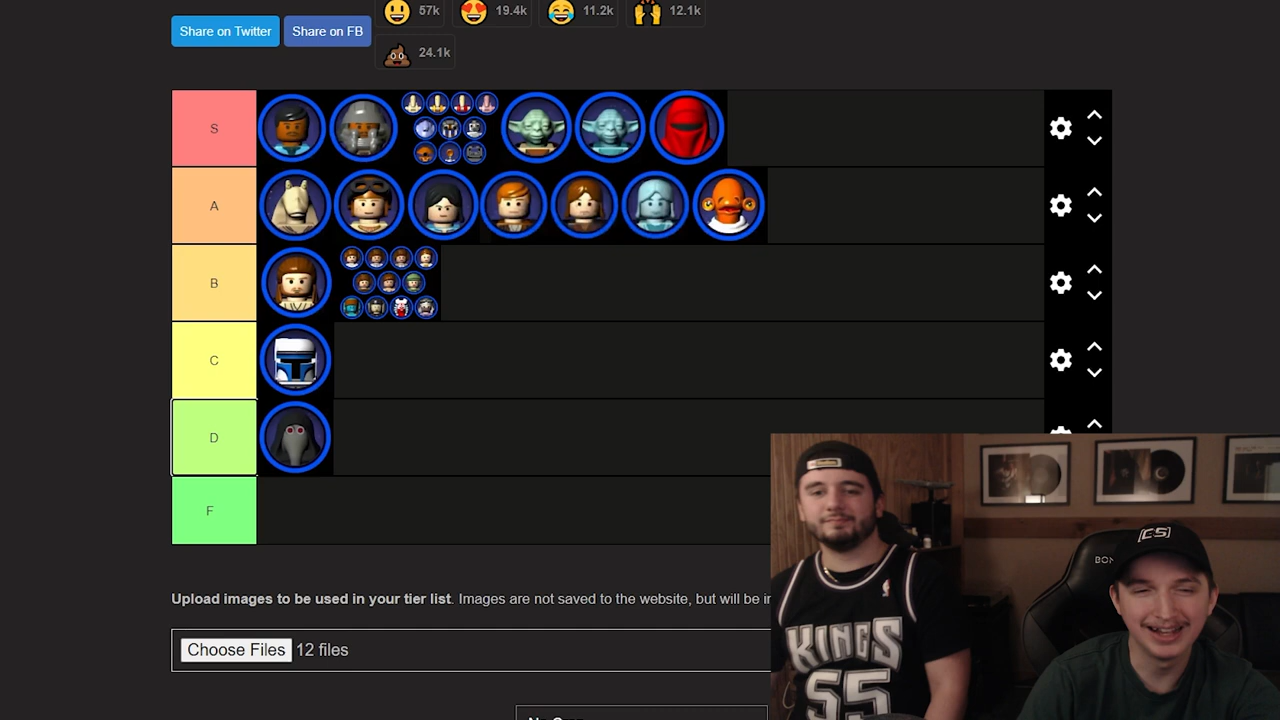 57k 19.4k 11.2k 12.1k
Share on Twitter Share on FB
24.1k
S
A
B
C
D
F
Upload images to be used in your tier list. Images are not saved to the website, but will be in
Choose Files 12 files
KINGS
55